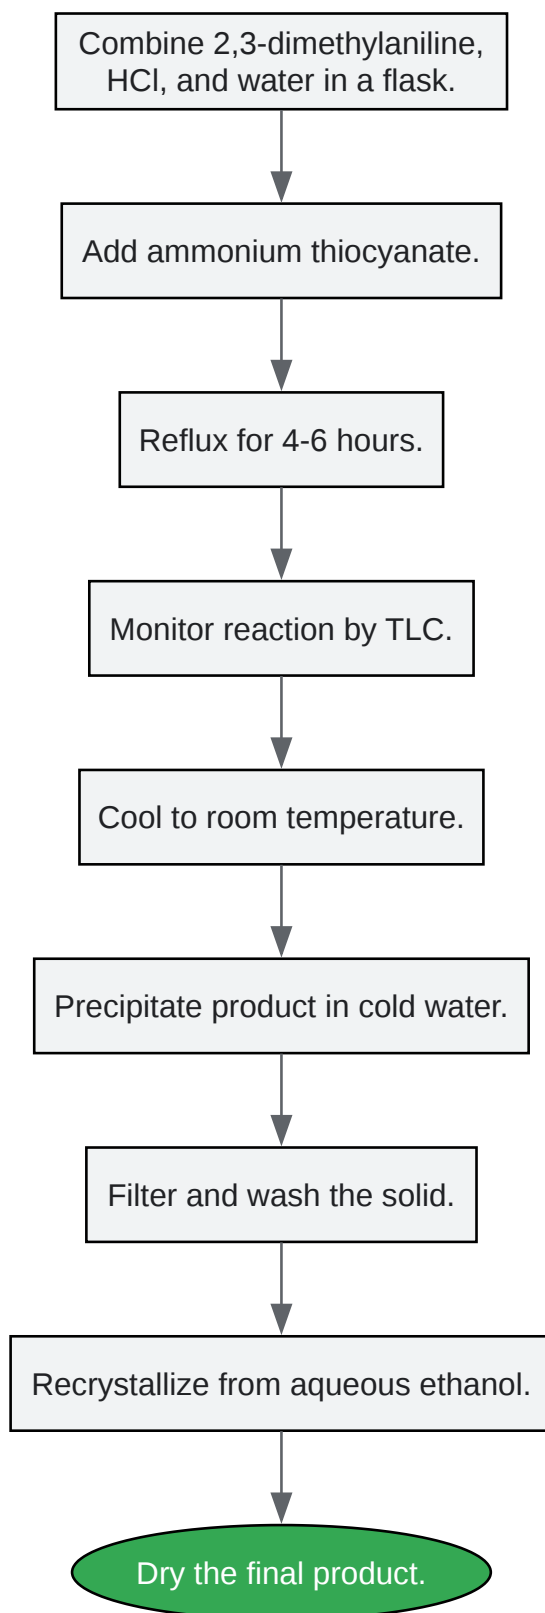 Combine 2,3-dimethylaniline,
HCl, and water in a flask.
Add ammonium thiocyanate.
Reflux for 4-6 hours.
Monitor reaction by TLC.
Cool to room temperature.
Precipitate product in cold water.
Filter and wash the solid.
Recrystallize from aqueous ethanol.
Dry the final product.